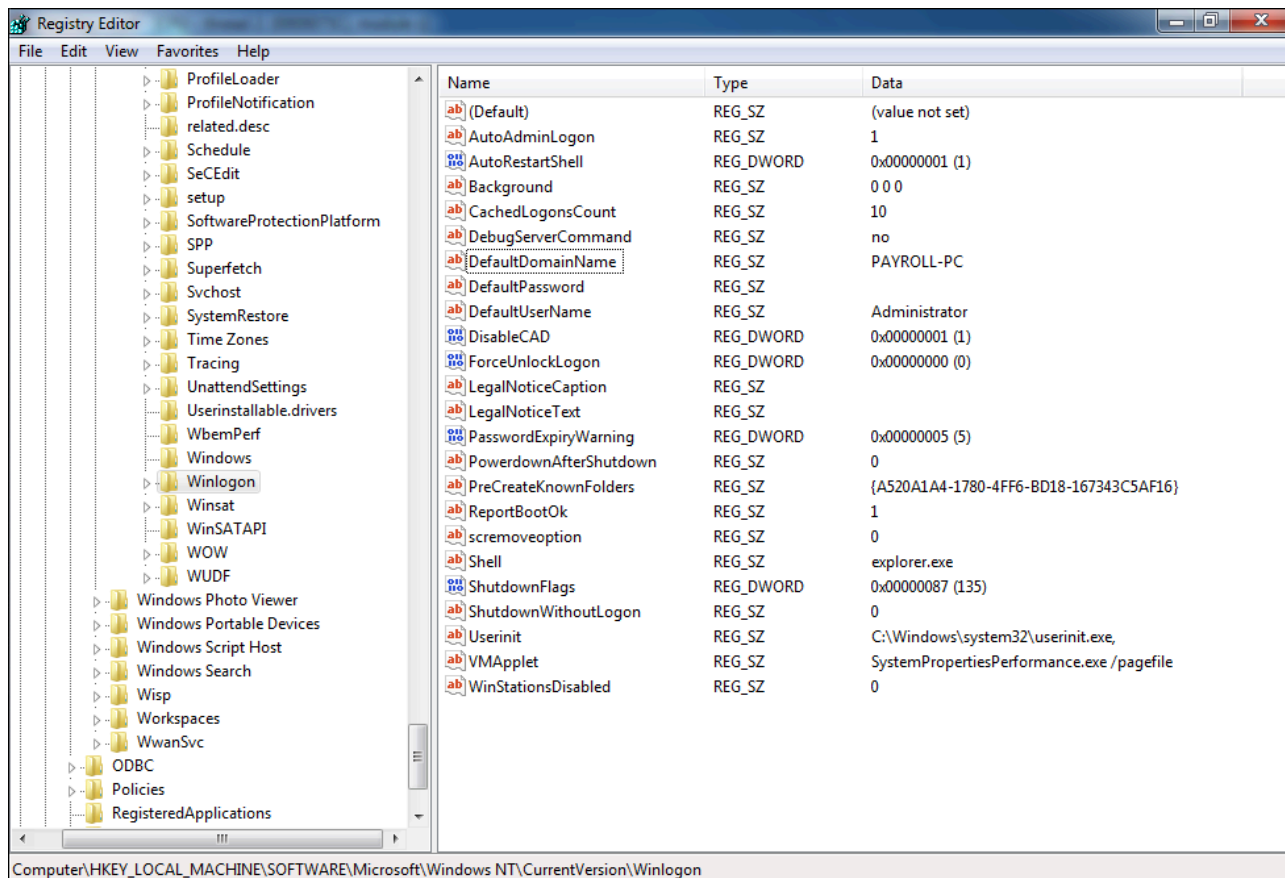 Registry Editor
File Edit View Favorites Help
ProfileLoader
ProfileNotification
related.desc
Schedule
SeCEdit
setup
SoftwareProtectionPlatform
SPP
Superfetch
Svchost
SystemRestore
Time Zones
Tracing
UnattendSettings
Userinstallable.drivers
WbemPerf
Windows
Winlogon
Winsat
WinSATAPI
WOW
WUDF
Windows Photo Viewer
Windows Portable Devices
Windows Script Host
Windows Search
Wisp
Workspaces
WwanSvc
ODBC
Policies
RegisteredApplications
Name Type Data
(Default) REG_SZ (value not set)
AutoAdminLogon REG_SZ 1
AutoRestartShell REG_DWORD 0x00000001 (1)
Background REG_SZ 0 0 0
CachedLogonsCount REG_SZ 10
DebugServerCommand REG_SZ no
DefaultDomainName REG_SZ PAYROLL-PC
DefaultPassword REG_SZ
DefaultUserName REG_SZ Administrator
DisableCAD REG_DWORD 0x00000001 (1)
ForceUnlockLogon REG_DWORD 0x00000000 (0)
LegalNoticeCaption REG_SZ
LegalNoticeText REG_SZ
PasswordExpiryWarning REG_DWORD 0x00000005 (5)
PowerdownAfterShutdown REG_SZ 0
PreCreateKnownFolders REG_SZ {A520A1A4-1780-4FF6-BD18-167343C5AF16}
ReportBootOk REG_SZ 1
scremoveoption REG_SZ 0
Shell REG_SZ explorer.exe
ShutdownFlags REG_DWORD 0x00000087 (135)
ShutdownWithoutLogon REG_SZ 0
Userinit REG_SZ C:\Windows\system32\userinit.exe,
VMApplet REG_SZ SystemPropertiesPerformance.exe /pagefile
WinStationsDisabled REG_SZ 0
Computer\HKEY_LOCAL_MACHINE\SOFTWARE\Microsoft\Windows NT\CurrentVersion\Winlogon